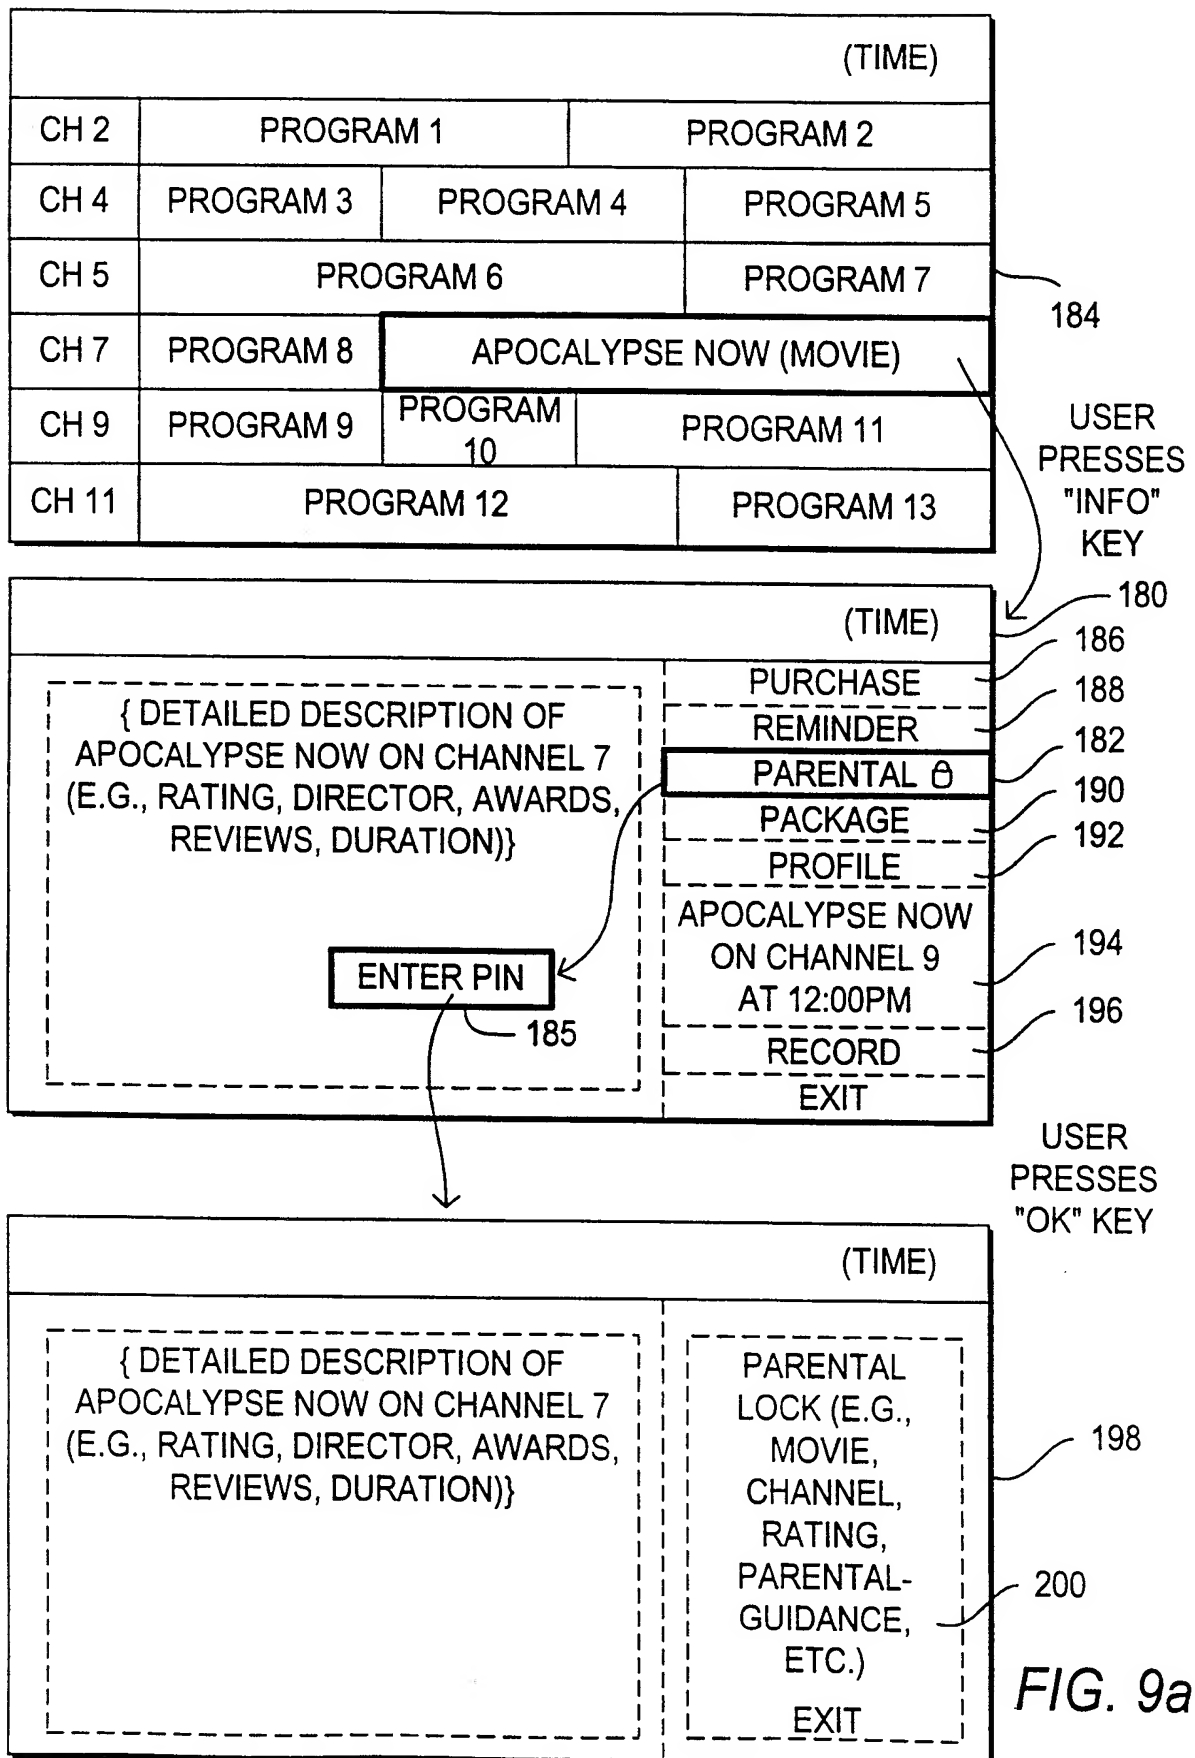 (TIME)
CH 2 PROGRAM 1 PROGRAM 2
CH 4 PROGRAM 3 PROGRAM 4 PROGRAM 5
CH 5 PROGRAM 6 PROGRAM 7
184
CH 7 PROGRAM 8 APOCALYPSE NOW (MOVIE)
CH 9 PROGRAM 9 PROGRAM
10 PROGRAM 11
CH 11 PROGRAM 12 PROGRAM 13
USER
PRESSES
"INFO"
KEY
(TIME)
180
{ DETAILED DESCRIPTION OF
APOCALYPSE NOW ON CHANNEL 7
(E.G., RATING, DIRECTOR, AWARDS,
REVIEWS, DURATION)}
ENTER PIN
185
PURCHASE 186
REMINDER 188
PARENTAL 182
PACKAGE 190
PROFILE 192
APOCALYPSE NOW
ON CHANNEL 9
AT 12:00PM
194
RECORD 196
EXIT
USER
PRESSES
"OK" KEY
(TIME)
{ DETAILED DESCRIPTION OF
APOCALYPSE NOW ON CHANNEL 7
(E.G., RATING, DIRECTOR, AWARDS,
REVIEWS, DURATION)}
PARENTAL
LOCK (E.G.,
MOVIE,
CHANNEL,
RATING,
PARENTAL-
GUIDANCE,
ETC.)
EXIT
198
200
FIG. 9a